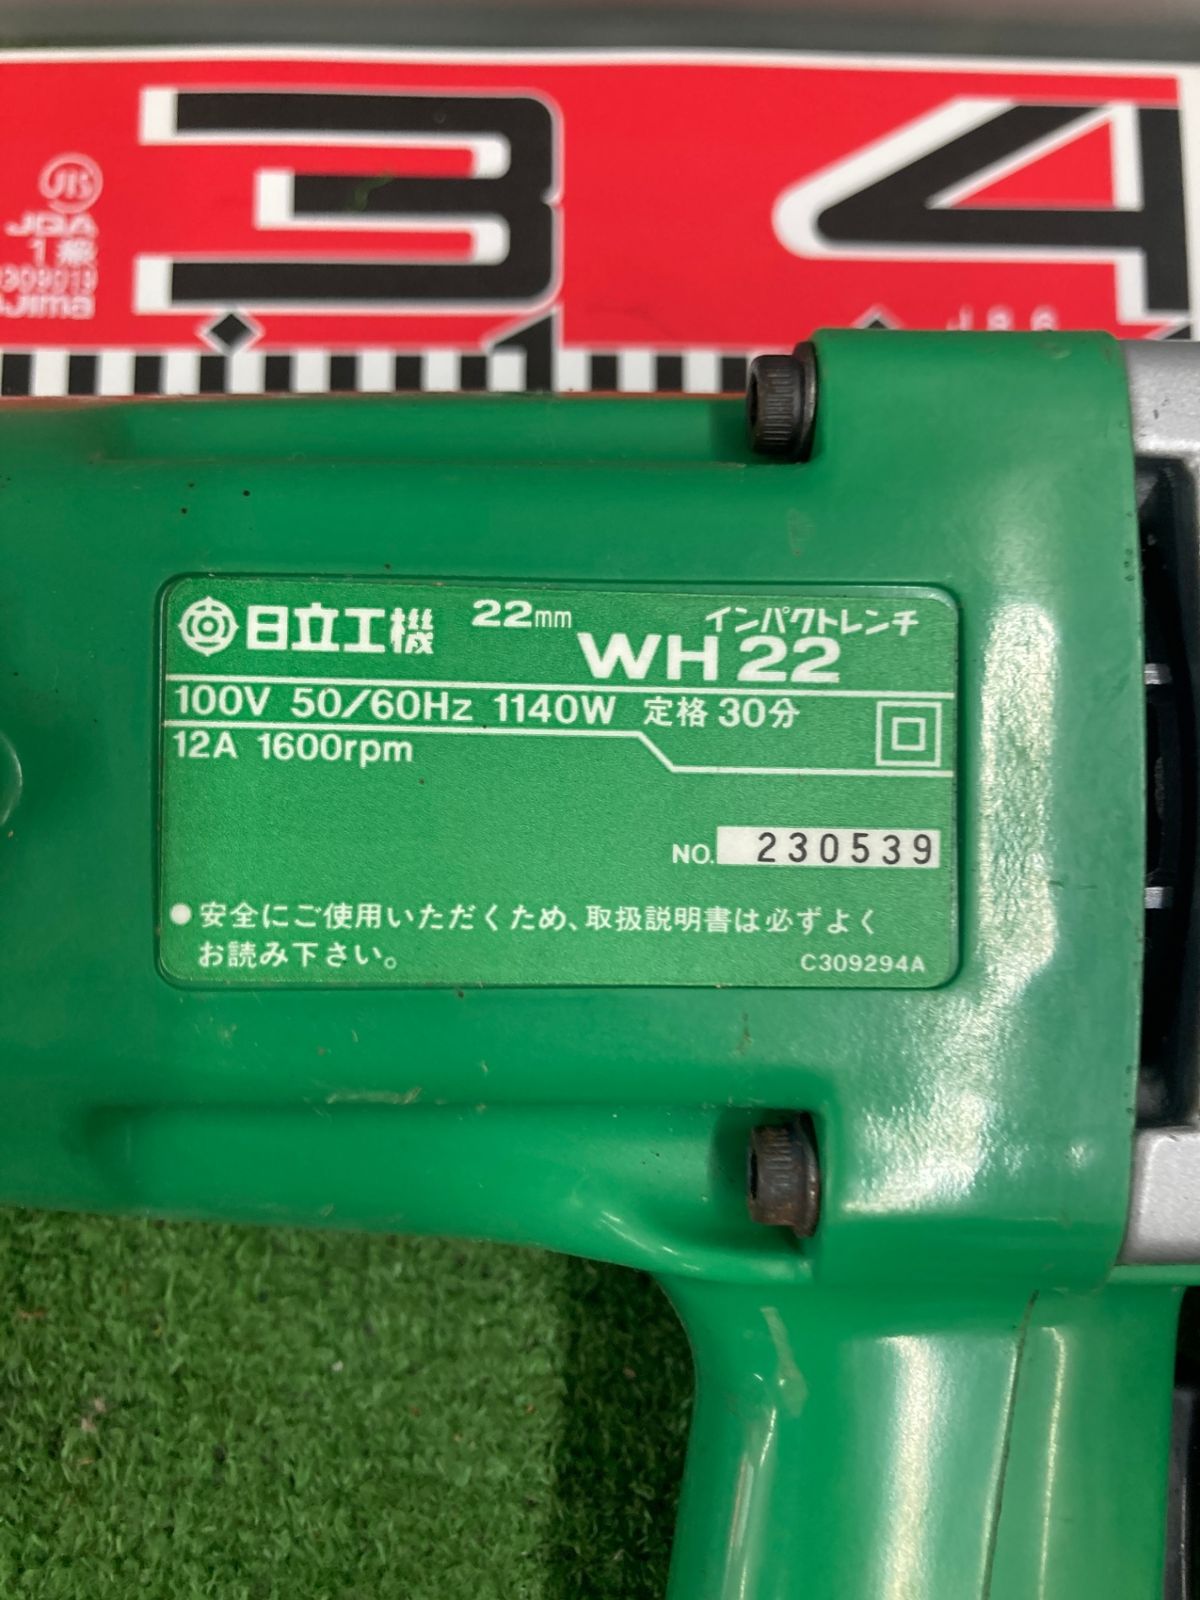 3 4
JIS
JQA
1級
309019
jima
J86
日立工機 22mm インパクトレンチ
WH 22
100V 50/60Hz 1140W 定格 30分
12A 1600rpm
NO. 230539
●安全にご使用いただくため、取扱説明書は必ずよく
お読み下さい。
C309294A